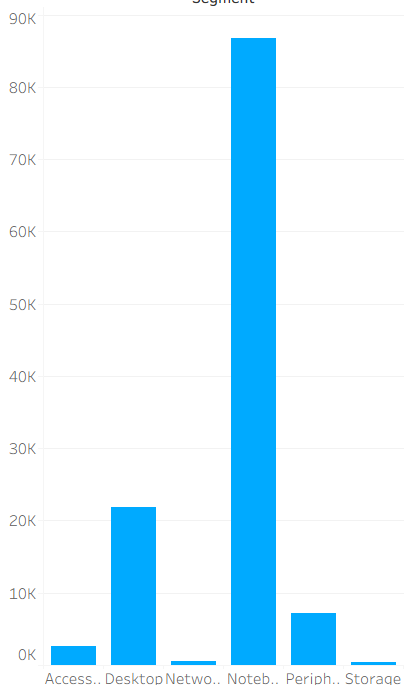 Segment
90K
80K
70K
60K
50K
40K
30K
20K
10K
0K
Access.. Desktop Netwo.. Noteb.. Periph.. Storage